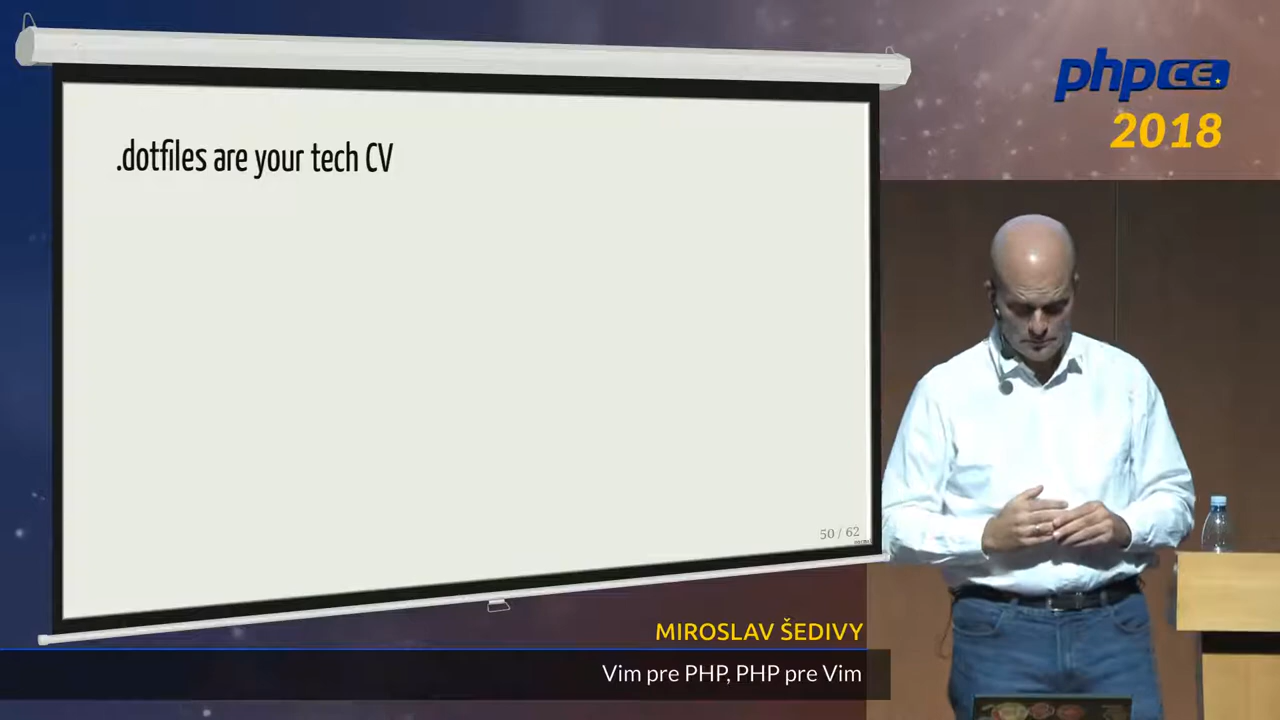 .dotfiles are your tech CV
50 / 62
phpCE
2018
MIROSLAV ŠEDIVY
Vim pre PHP, PHP pre Vim